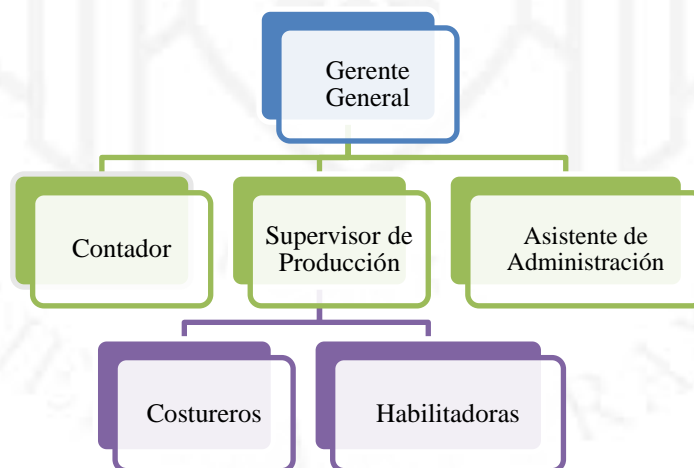 Gerente
General
Contador
Supervisor de
Producción
Asistente de
Administración
Costureros
Habilitadoras